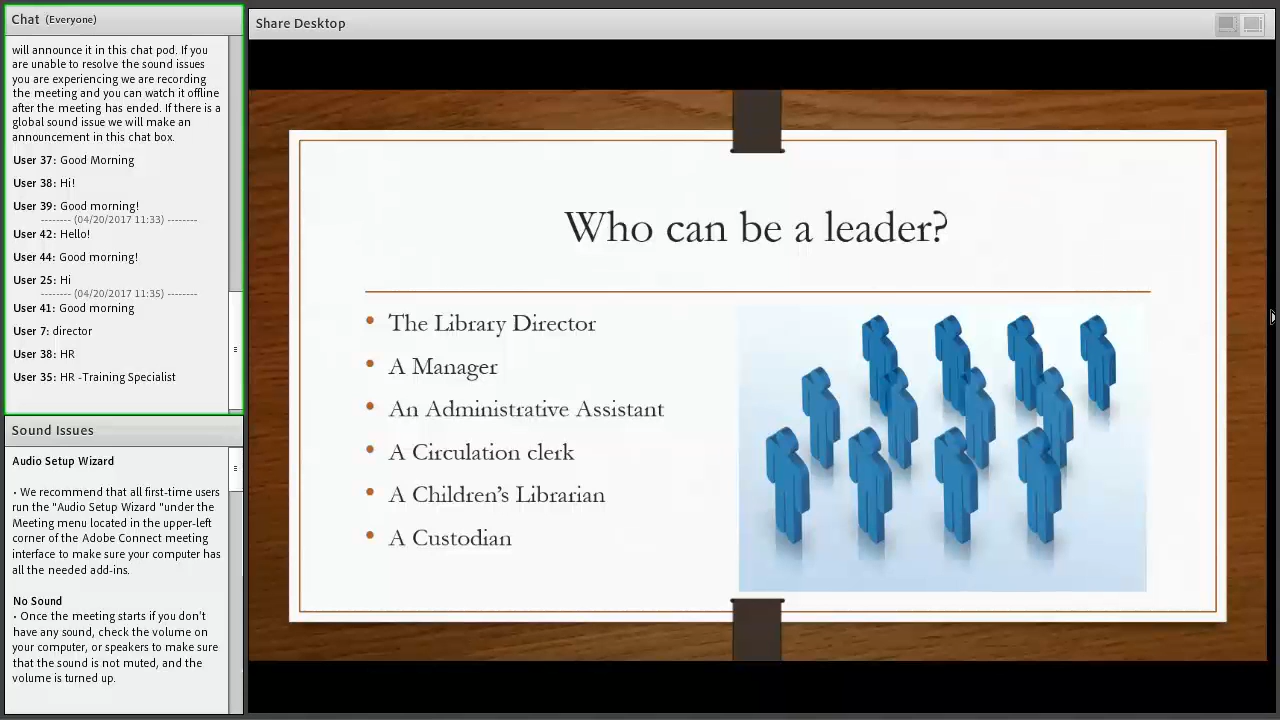 Chat (Everyone)
will announce it in this chat pod. If you
are unable to resolve the sound issues
you are experiencing we are recording
the meeting and you can watch it offline
after the meeting has ended. If there is a
global sound issue we will make an
announcement in this chat box.
User 37: Good Morning
User 38: Hi!
User 39: Good morning!
-------- (04/20/2017 11:33) --------
User 42: Hello!
User 44: Good morning!
User 25: Hi
-------- (04/20/2017 11:35) --------
User 41: Good morning
User 7: director
User 38: HR
User 35: HR -Training Specialist
Sound Issues
Audio Setup Wizard
• We recommend that all first-time users
run the "Audio Setup Wizard "under the
Meeting menu located in the upper-left
corner of the Adobe Connect meeting
interface to make sure your computer has
all the needed add-ins.
No Sound
• Once the meeting starts if you don't
have any sound, check the volume on
your computer, or speakers to make sure
that the sound is not muted, and the
volume is turned up.
Share Desktop
Who can be a leader?
• The Library Director
• A Manager
• An Administrative Assistant
• A Circulation clerk
• A Children’s Librarian
• A Custodian